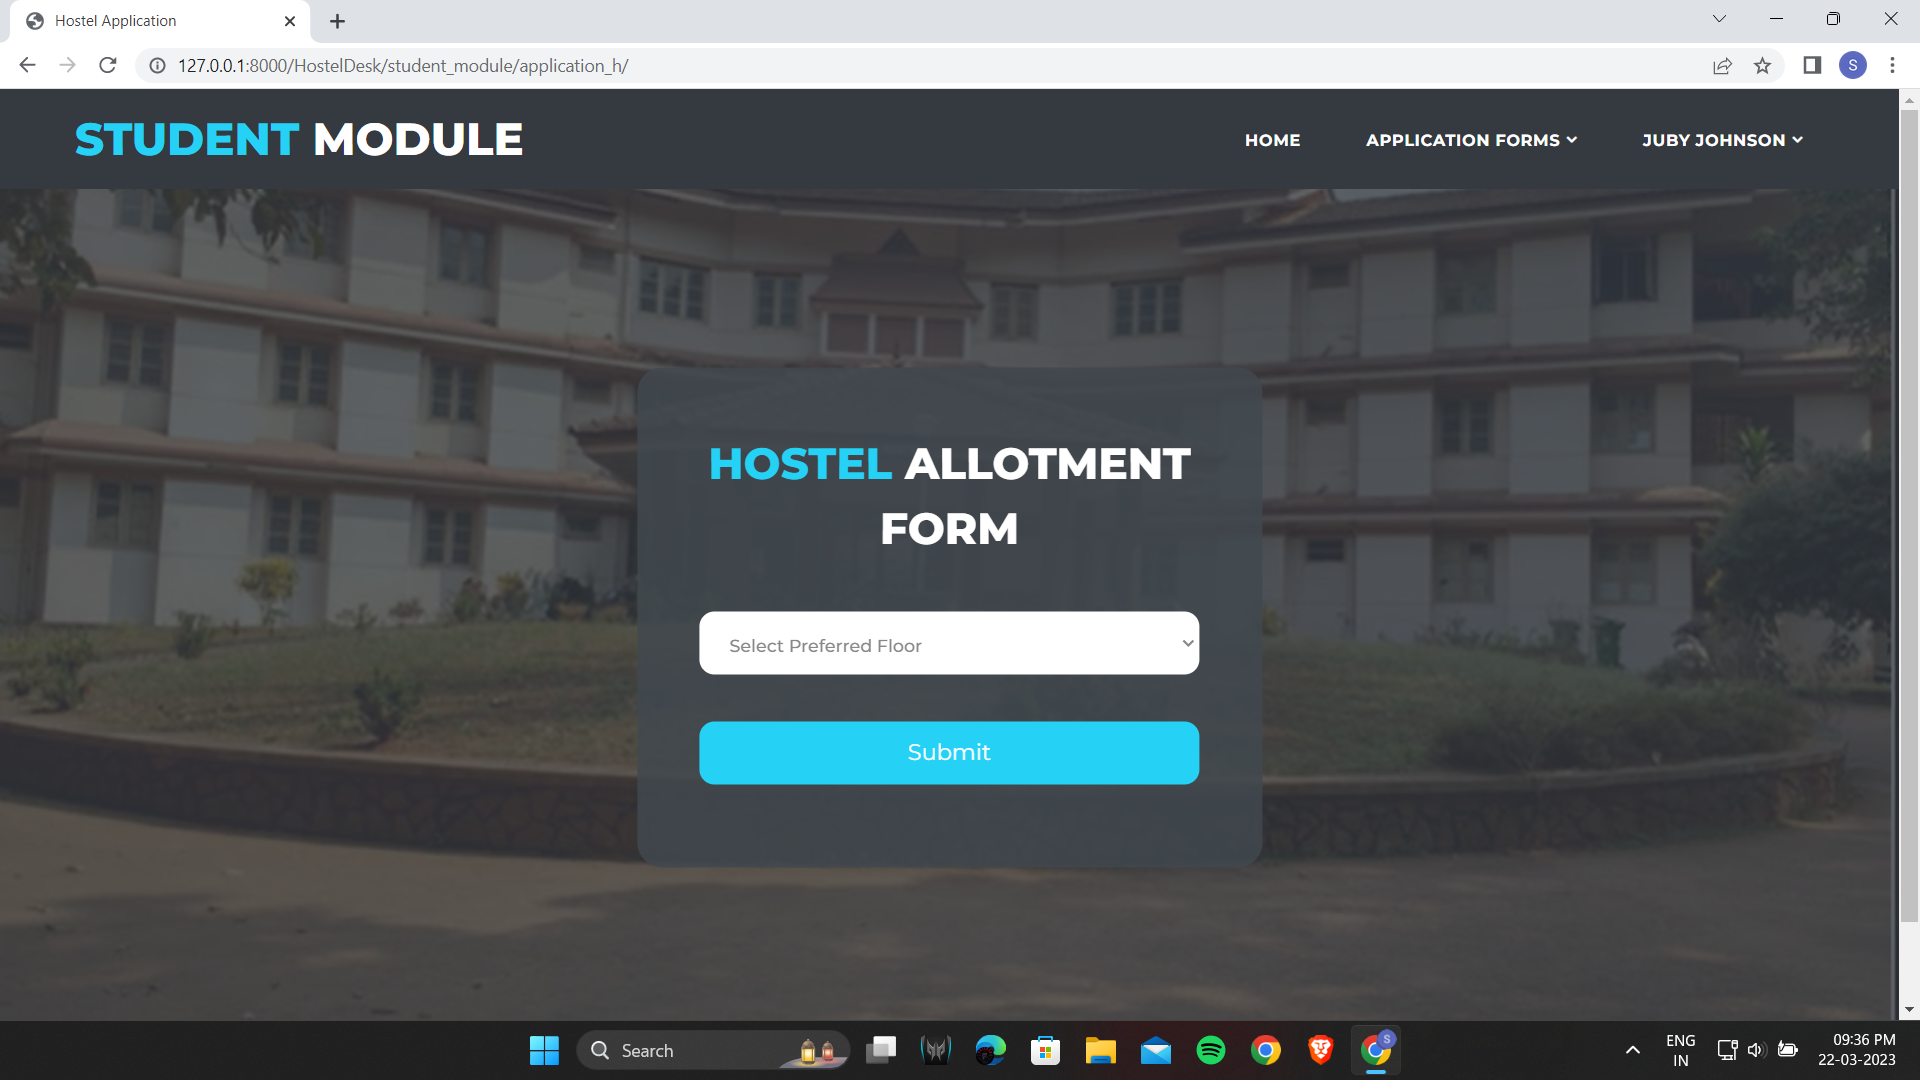 Hostel Application
127.0.0.1:8000/HostelDesk/student_module/application_h/
S
STUDENT MODULE
HOME
APPLICATION FORMS
JUBY JOHNSON
HOSTEL ALLOTMENT
FORM
Select Preferred Floor
Submit
Search
S
ENG
IN
09:36 PM
22-03-2023